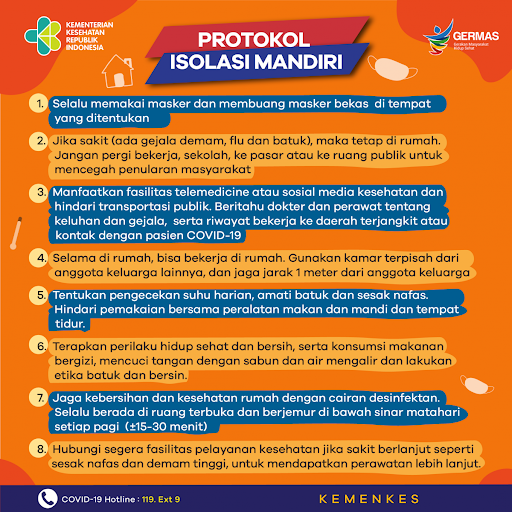 KEMENTERIAN
KESEHATAN
REPUBLIK
INDONESIA
PROTOKOL
ISOLASI MANDIRI
GERMAS
Gerakan Masyarakat
Hidup Sehat
1. Selalu memakai masker dan membuang masker bekas di tempat
yang ditentukan
2. Jika sakit (ada gejala demam, flu dan batuk), maka tetap di rumah.
Jangan pergi bekerja, sekolah, ke pasar atau ke ruang publik untuk
mencegah penularan masyarakat
3. Manfaatkan fasilitas telemedicine atau sosial media kesehatan dan
hindari transportasi publik. Beritahu dokter dan perawat tentang
keluhan dan gejala, serta riwayat bekerja ke daerah terjangkit atau
kontak dengan pasien COVID-19
4. Selama di rumah, bisa bekerja di rumah. Gunakan kamar terpisah dari
anggota keluarga lainnya, dan jaga jarak 1 meter dari anggota keluarga
5. Tentukan pengecekan suhu harian, amati batuk dan sesak nafas.
Hindari pemakaian bersama peralatan makan dan mandi dan tempat
tidur.
6. Terapkan perilaku hidup sehat dan bersih, serta konsumsi makanan
bergizi, mencuci tangan dengan sabun dan air mengalir dan lakukan
etika batuk dan bersin.
7. Jaga kebersihan dan kesehatan rumah dengan cairan desinfektan.
Selalu berada di ruang terbuka dan berjemur di bawah sinar matahari
setiap pagi (±15-30 menit)
8. Hubungi segera fasilitas pelayanan kesehatan jika sakit berlanjut seperti
sesak nafas dan demam tinggi, untuk mendapatkan perawatan lebih lanjut.
COVID-19 Hotline : 119. Ext 9
KEMENKES